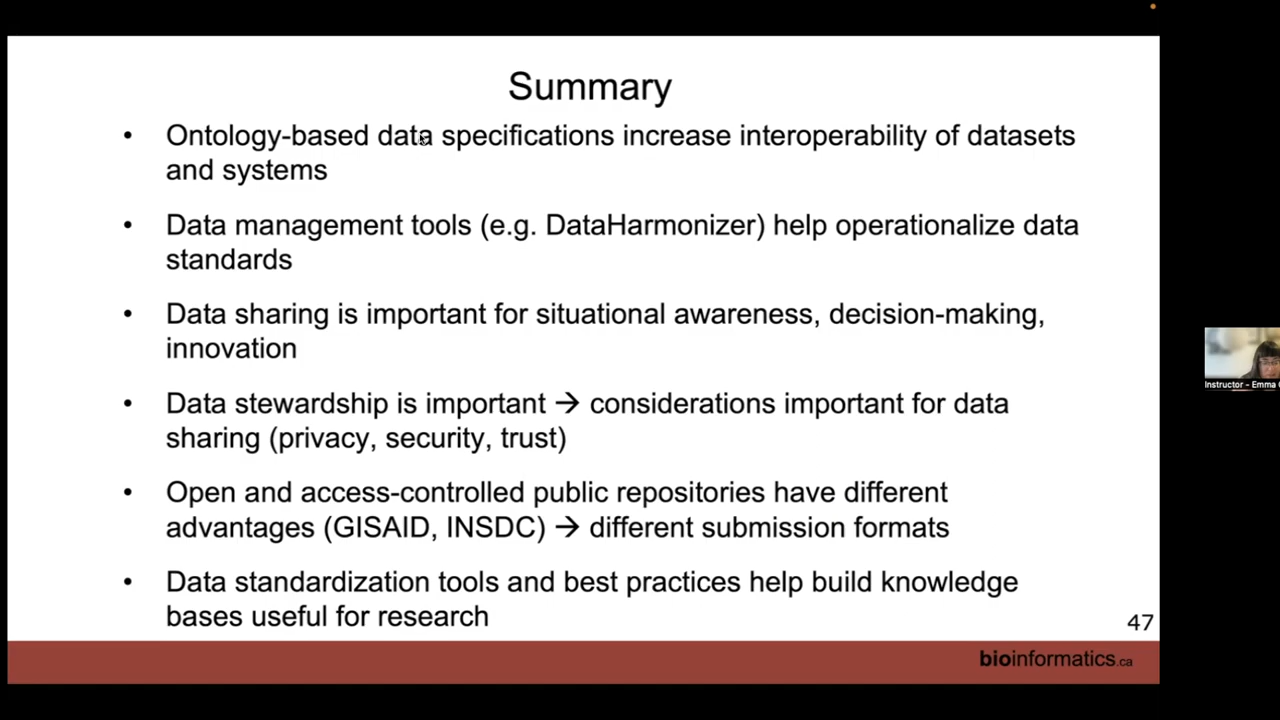 Summary
• Ontology-based data specifications increase interoperability of datasets
and systems
• Data management tools (e.g. DataHarmonizer) help operationalize data
standards
• Data sharing is important for situational awareness, decision-making,
innovation
• Data stewardship is important → considerations important for data
sharing (privacy, security, trust)
• Open and access-controlled public repositories have different
advantages (GISAID, INSDC) → different submission formats
• Data standardization tools and best practices help build knowledge
bases useful for research
47
bioinformatics.ca
Instructor - Emma